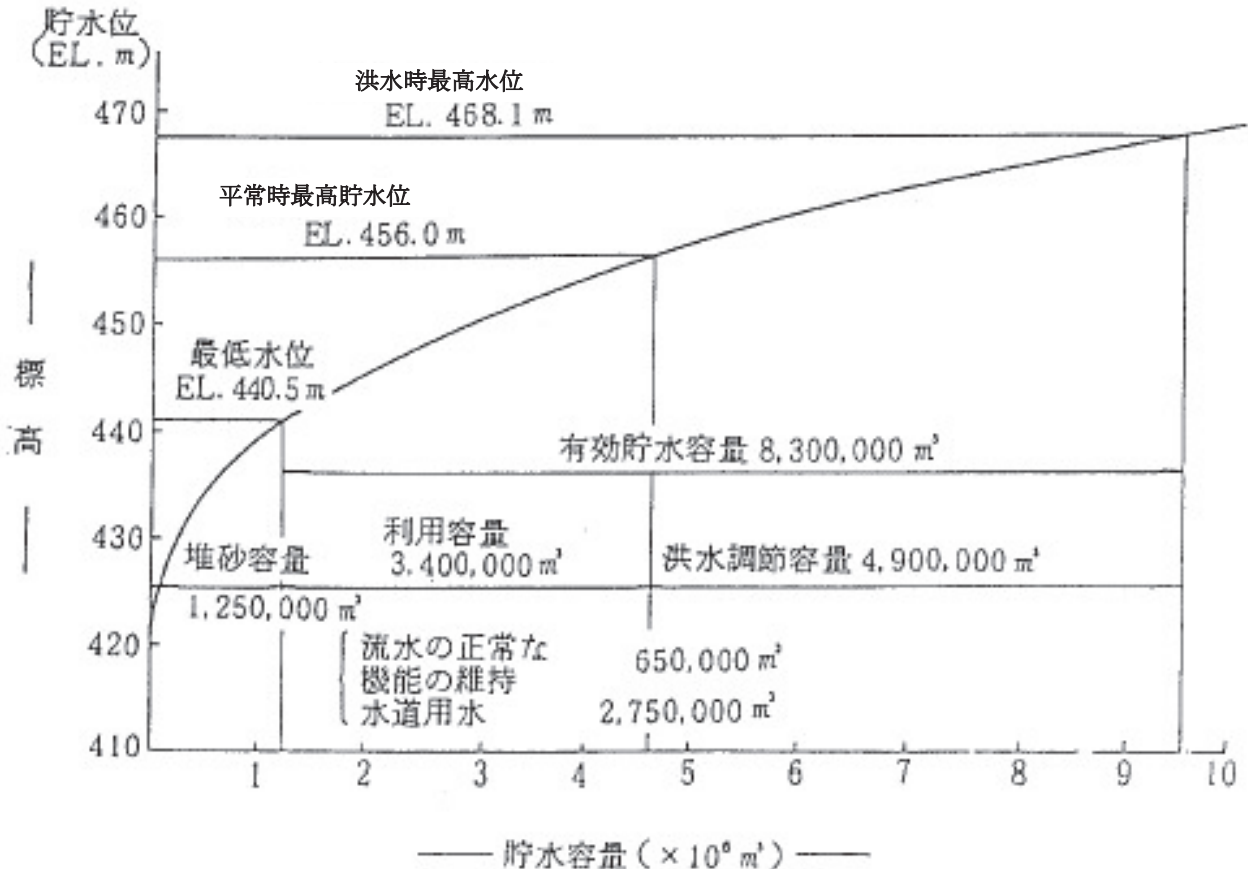 貯水位
(EL. m)
洪水時最高水位
EL. 468.1 m
470
平常時最高貯水位
460
EL. 456.0 m
450
最低水位
EL. 440.5 m
標
高
440
有効貯水容量 8,300,000 m³
430
利用容量
3,400,000 m³
堆砂容量
洪水調節容量 4,900,000 m³
1,250,000 m³
420
流水の正常な
機能の維持
650,000 m³
水道用水
2,750,000 m³
410
1 2 3 4 5 6 7 8 9 10
貯水容量 (×10⁶ m³)